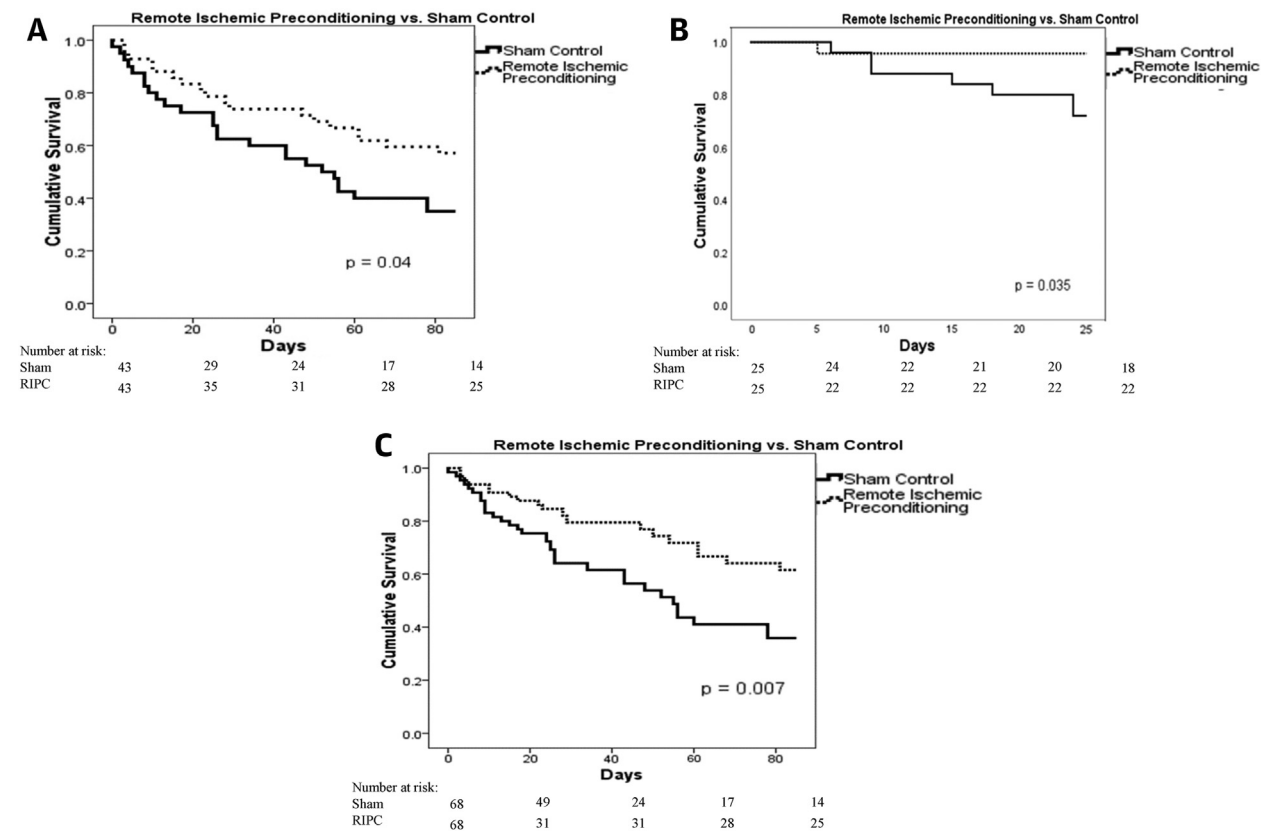 A
Remote Ischemic Preconditioning vs. Sham Control
Cumulative Survival
1.0
0.8
0.6
0.4
0.2
0.0
Sham Control
Remote Ischemic
Preconditioning
p = 0.04
0 20 40 60 80
Days
Number at risk:
Sham 43 29 24 17 14
RIPC 43 35 31 28 25
B
Remote Ischemic Preconditioning vs. Sham Control
Cumulative Survival
1.0
0.8
0.6
0.4
0.2
0.0
Sham Control
Remote Ischemic
Preconditioning
p = 0.035
0 5 10 15 20 25
Days
Number at risk:
Sham 25 24 22 21 20 18
RIPC 25 22 22 22 22 22
C
Remote Ischemic Preconditioning vs. Sham Control
Cumulative Survival
1.0
0.8
0.6
0.4
0.2
0.0
Sham Control
Remote Ischemic
Preconditioning
p = 0.007
0 20 40 60 80
Days
Number at risk:
Sham 68 49 24 17 14
RIPC 68 31 31 28 25